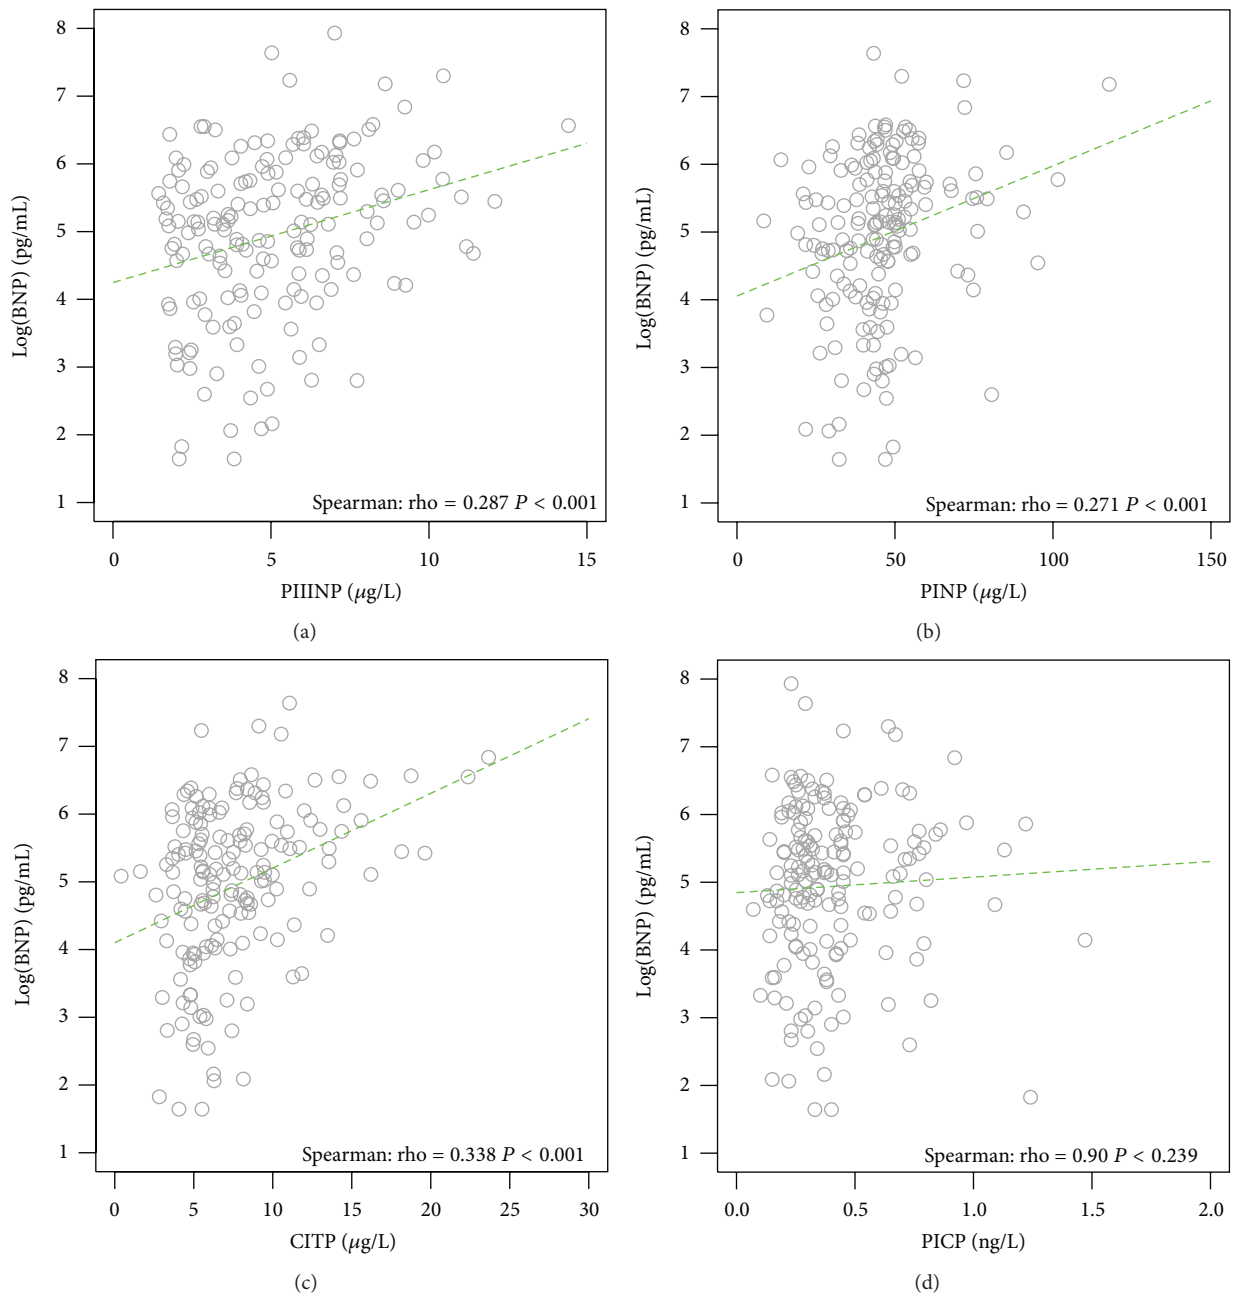 8
7
6
5
4
3
2
1
Log(BNP) (pg/mL)
Spearman: rho = 0.287 P < 0.001
0 5 10 15
PIIINP (μg/L)
(a)
8
7
6
5
4
3
2
1
Log(BNP) (pg/mL)
Spearman: rho = 0.271 P < 0.001
0 50 100 150
PINP (μg/L)
(b)
8
7
6
5
4
3
2
1
Log(BNP) (pg/mL)
Spearman: rho = 0.338 P < 0.001
0 5 10 15 20 25 30
CITP (μg/L)
(c)
8
7
6
5
4
3
2
1
Log(BNP) (pg/mL)
Spearman: rho = 0.90 P < 0.239
0.0 0.5 1.0 1.5 2.0
PICP (ng/L)
(d)